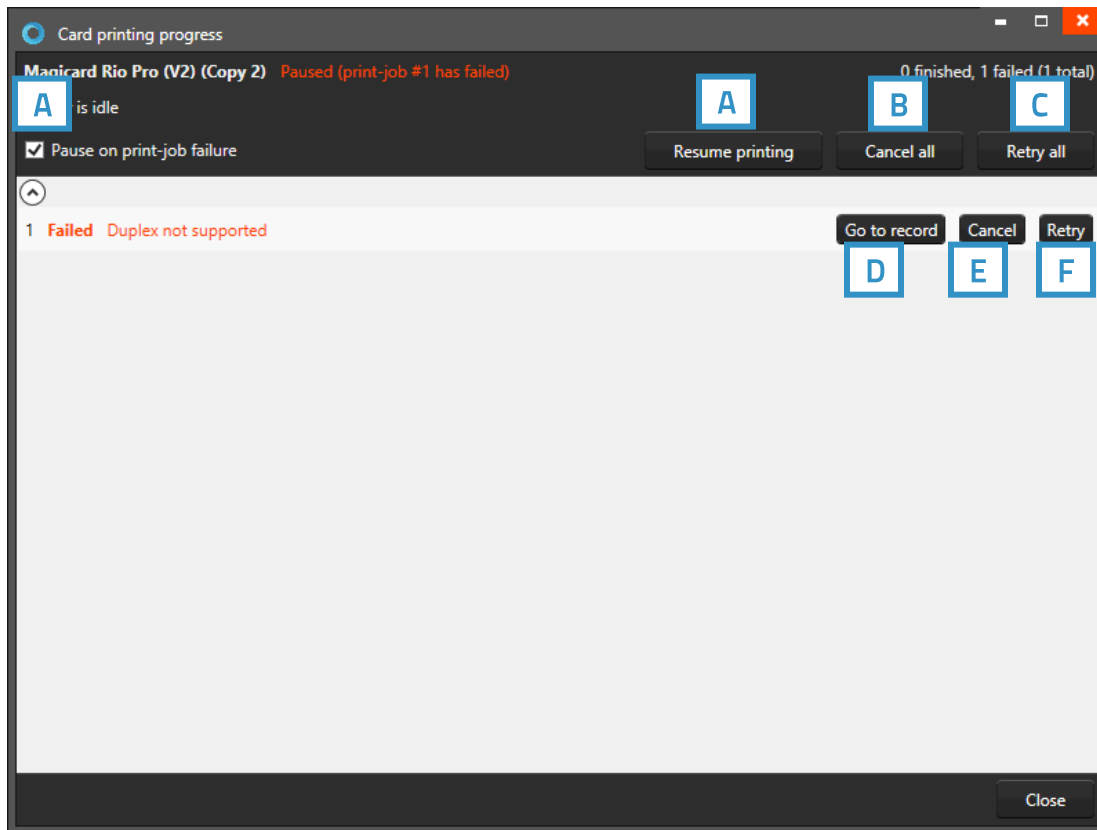 Card printing progress
Magicard Rio Pro (V2) (Copy 2) Paused (print-job #1 has failed) 0 finished, 1 failed (1 total)
A is idle A B C
Pause on print-job failure Resume printing Cancel all Retry all
1 Failed Duplex not supported Go to record Cancel Retry
D E F
Close